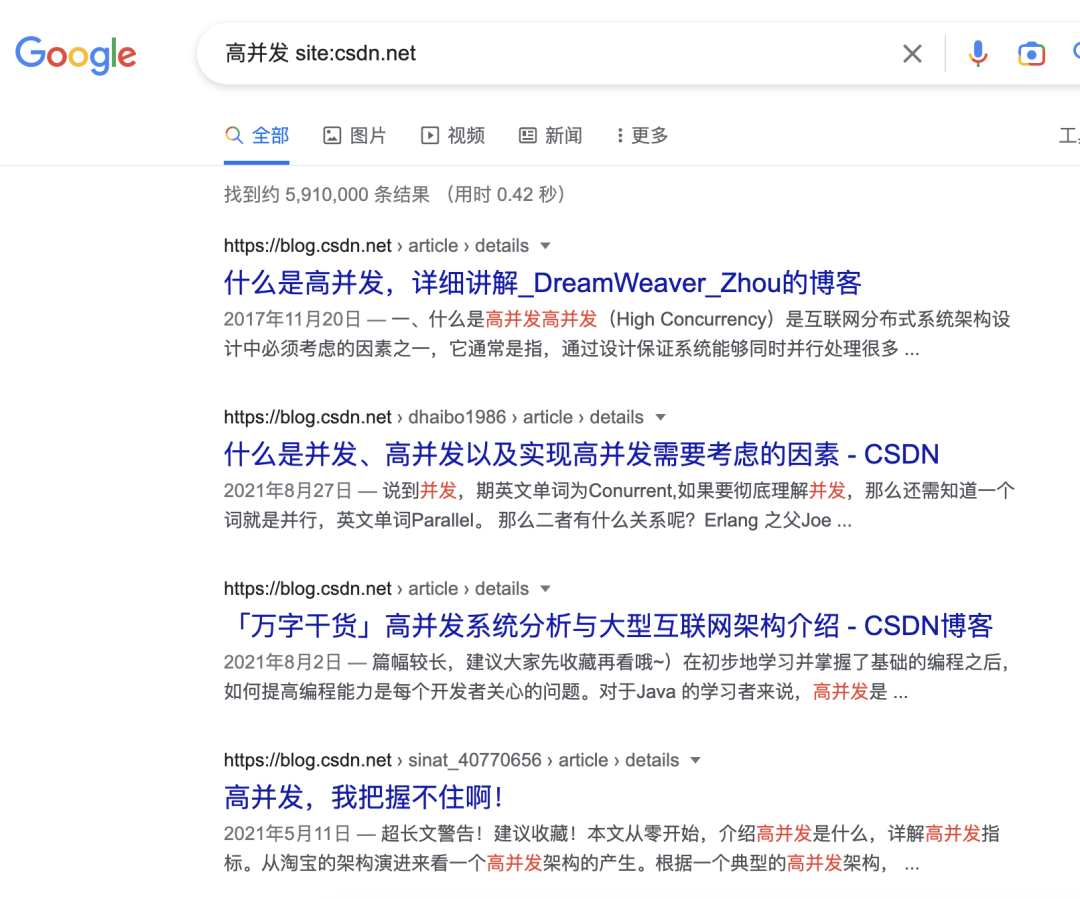 Google
高并发 site:csdn.net
全部 图片 视频 新闻 更多
找到约 5,910,000 条结果 （用时 0.42 秒）
https://blog.csdn.net › article › details
什么是高并发，详细讲解_DreamWeaver_Zhou的博客
2017年11月20日 — 一、什么是高并发高并发（High Concurrency）是互联网分布式系统架构设
计中必须考虑的因素之一，它通常是指，通过设计保证系统能够同时并行处理很多 ...
https://blog.csdn.net › dhaibo1986 › article › details
什么是并发、高并发以及实现高并发需要考虑的因素 - CSDN
2021年8月27日 — 说到并发，期英文单词为Conurrent,如果要彻底理解并发，那么还需知道一个
词就是并行，英文单词Parallel。 那么二者有什么关系呢？Erlang 之父Joe ...
https://blog.csdn.net › article › details
「万字干货」高并发系统分析与大型互联网架构介绍 - CSDN博客
2021年8月2日 — 篇幅较长，建议大家先收藏再看哦~）在初步地学习并掌握了基础的编程之后，
如何提高编程能力是每个开发者关心的问题。对于Java 的学习者来说，高并发是 ...
https://blog.csdn.net › sinat_40770656 › article › details
高并发，我把握不住啊！
2021年5月11日 — 超长文警告！建议收藏！本文从零开始，介绍高并发是什么，详解高并发指
标。从淘宝的架构演进来看一个高并发架构的产生。根据一个典型的高并发架构， ...